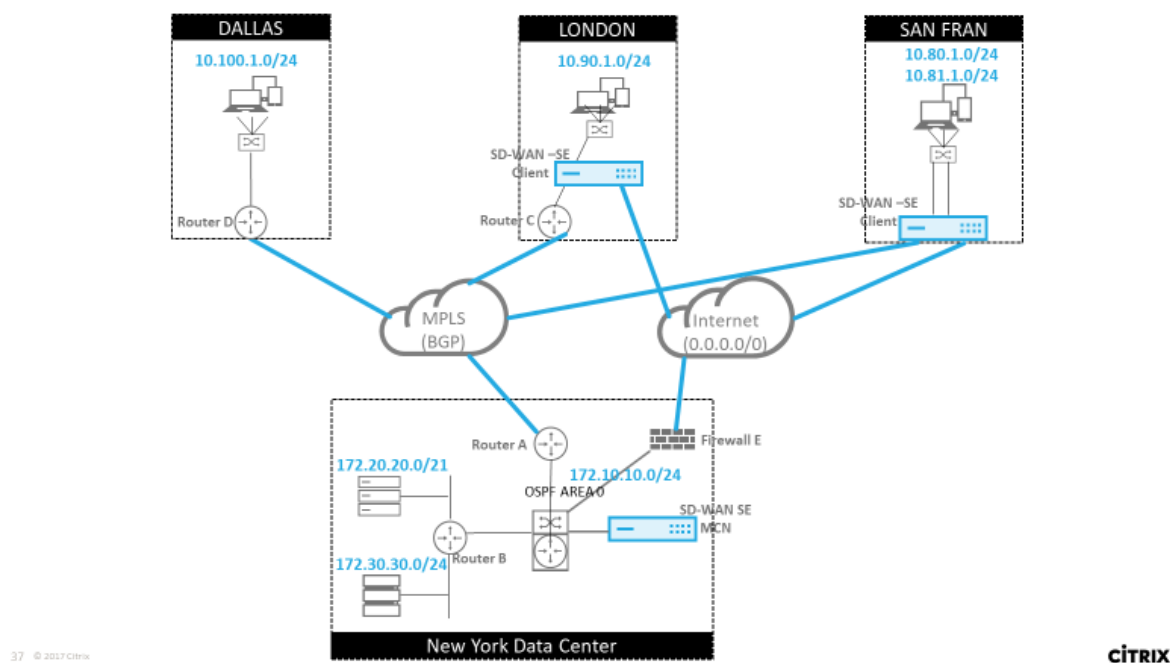 DALLAS
10.100.1.0/24
Router D
LONDON
10.90.1.0/24
SD-WAN –SE
Client
Router C
SAN FRAN
10.80.1.0/24
10.81.1.0/24
SD-WAN –SE
Client
MPLS
(BGP)
Internet
(0.0.0.0/0)
Router A
Firewall E
172.20.20.0/21
172.10.10.0/24
OSPF AREA 0
SD-WAN SE
MCN
Router B
172.30.30.0/24
New York Data Center
37 © 2017 Citrix
CİTRIX